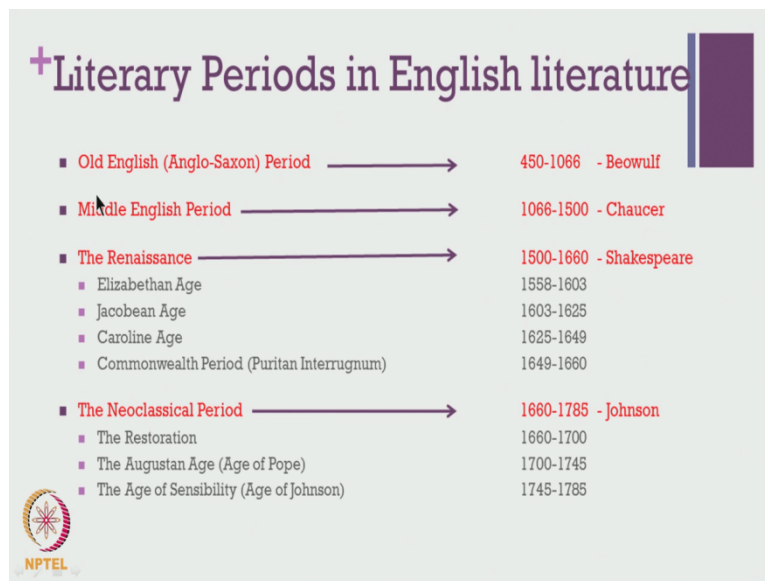 +Literary Periods in English literature
Old English (Anglo-Saxon) Period 450-1066 - Beowulf
Middle English Period 1066-1500 - Chaucer
The Renaissance 1500-1660 - Shakespeare
Elizabethan Age 1558-1603
Jacobean Age 1603-1625
Caroline Age 1625-1649
Commonwealth Period (Puritan Interrugnum) 1649-1660
The Neoclassical Period 1660-1785 - Johnson
The Restoration 1660-1700
The Augustan Age (Age of Pope) 1700-1745
The Age of Sensibility (Age of Johnson) 1745-1785
NPTEL